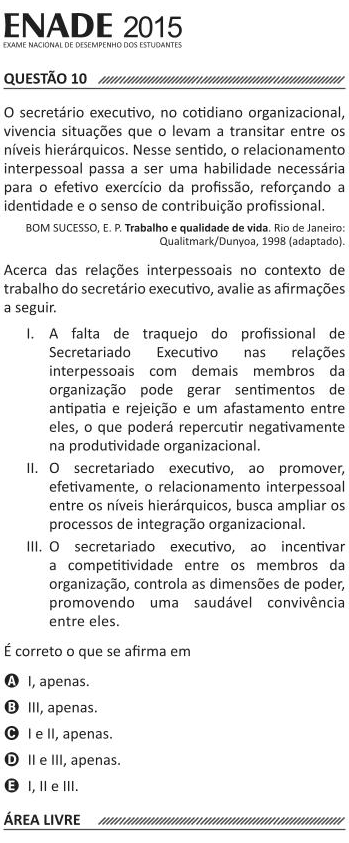 ENADE 2015
EXAME NACIONAL DE DESEMPENHO DOS ESTUDANTES
QUESTÃO 10
O secretário executivo, no cotidiano organizacional,
vivencia situações que o levam a transitar entre os
níveis hierárquicos. Nesse sentido, o relacionamento
interpessoal passa a ser uma habilidade necessária
para o efetivo exercício da profissão, reforçando a
identidade e o senso de contribuição profissional.
BOM SUCESSO, E. P. Trabalho e qualidade de vida. Rio de Janeiro:
Qualitmark/Dunyoa, 1998 (adaptado).
Acerca das relações interpessoais no contexto de
trabalho do secretário executivo, avalie as afirmações
a seguir.
I. A falta de traquejo do profissional de
Secretariado Executivo nas relações
interpessoais com demais membros da
organização pode gerar sentimentos de
antipatia e rejeição e um afastamento entre
eles, o que poderá repercutir negativamente
na produtividade organizacional.
II. O secretariado executivo, ao promover,
efetivamente, o relacionamento interpessoal
entre os níveis hierárquicos, busca ampliar os
processos de integração organizacional.
III. O secretariado executivo, ao incentivar
a competitividade entre os membros da
organização, controla as dimensões de poder,
promovendo uma saudável convivência
entre eles.
É correto o que se afirma em
A I, apenas.
B III, apenas.
C I e II, apenas.
D II e III, apenas.
E I, II e III.
ÁREA LIVRE